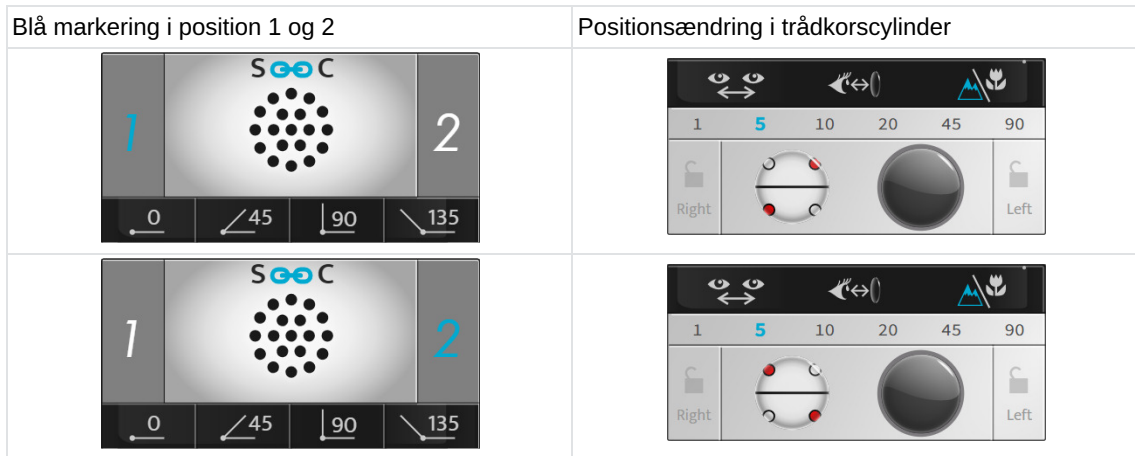 Blå markering i position 1 og 2
Positionsændring i trådkorscylinder
S C
1
2
0 45 90 135
1 5 10 20 45 90
Right
Left
S C
1
2
0 45 90 135
1 5 10 20 45 90
Right
Left